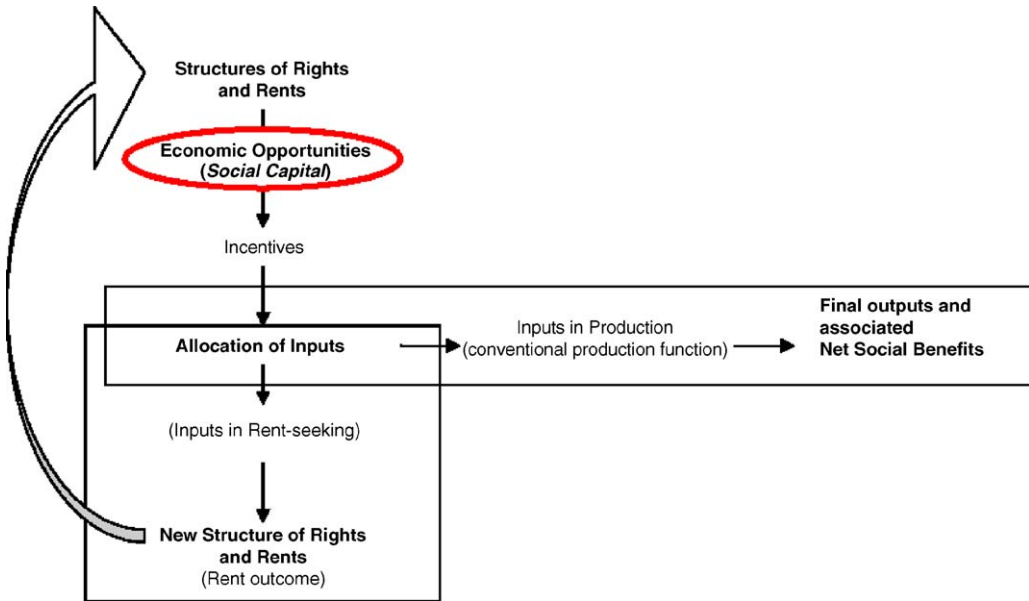 Structures of Rights
and Rents
Economic Opportunities
(Social Capital)
Incentives
Allocation of Inputs
Inputs in Production
(conventional production function)
Final outputs and
associated
Net Social Benefits
(Inputs in Rent-seeking)
New Structure of Rights
and Rents
(Rent outcome)